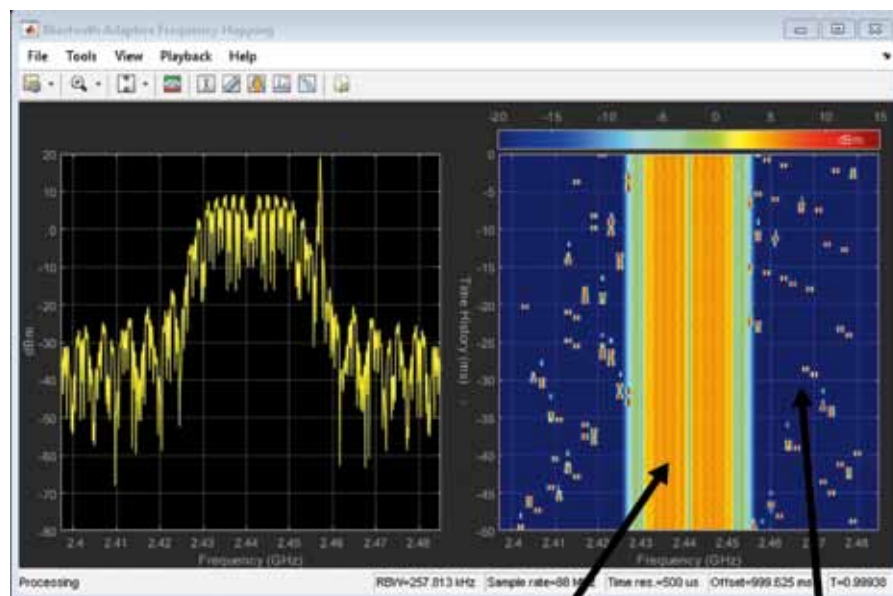 Bluetooth Adaptive Frequency Hopping
File Tools View Playback Help
-20 -15 -10 -5 0 5 10 15
dBm
20
10
0
-10
-20
-30
-40
-50
-60
-70
-80
dBm
2.4 2.41 2.42 2.43 2.44 2.45 2.46 2.47 2.48
Frequency (GHz)
0
-5
-10
-15
-20
-25
-30
-35
-40
-45
-50
Time History (ms)
2.4 2.41 2.42 2.43 2.44 2.45 2.46 2.47 2.48
Frequency (GHz)
Processing RBW=257.813 kHz Sample rate=88 MHz Time res.=500 us Offset=999.625 ms T=0.99938